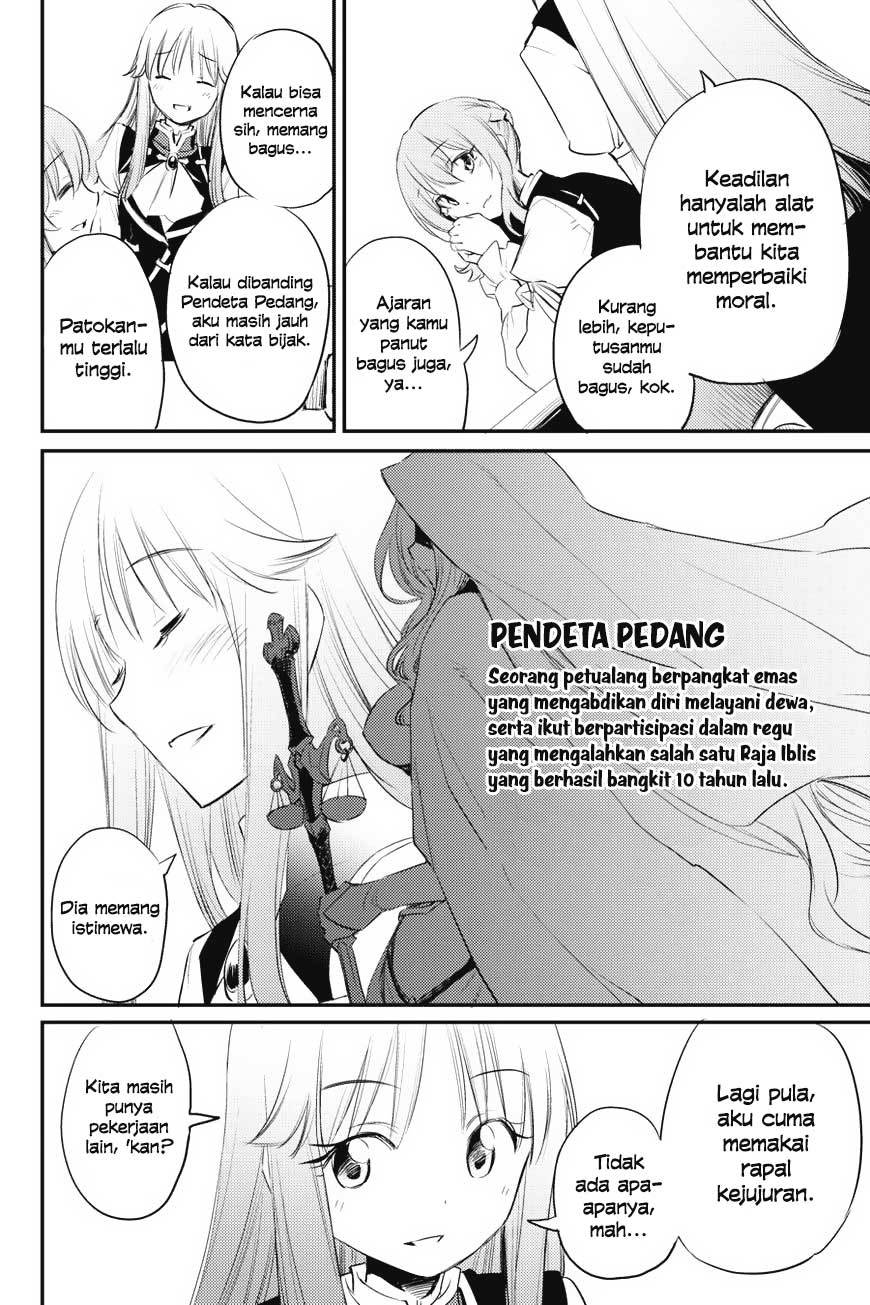 Keadilan
hanyalah alat
untuk mem-
bantu kita
memperbaiki
moral.
Kurang
lebih, kepu-
tusanmu
sudah
bagus, kok.
Ajaran
yang kamu
panut
bagus juga,
ya...
Kalau bisa
mencerna
sih, memang
bagus...
Kalau dibanding
Pendeta Pedang,
aku masih jauh
dari kata bijak.
Patokan-
mu terlalu
tinggi.
PENDETA PEDANG
Seorang petualang berpangkat emas
yang mengabdikan diri melayani dewa,
serta ikut berpartisipasi dalam regu
yang mengalahkan salah satu Raja Iblis
yang berhasil bangkit 10 tahun lalu.
Dia memang
istimewa.
Lagi pula,
aku cuma
memakai
rapal
kejujuran.
Tidak
ada apa-
apanya,
mah...
Kita masih
punya
pekerjaan
lain, 'kan?